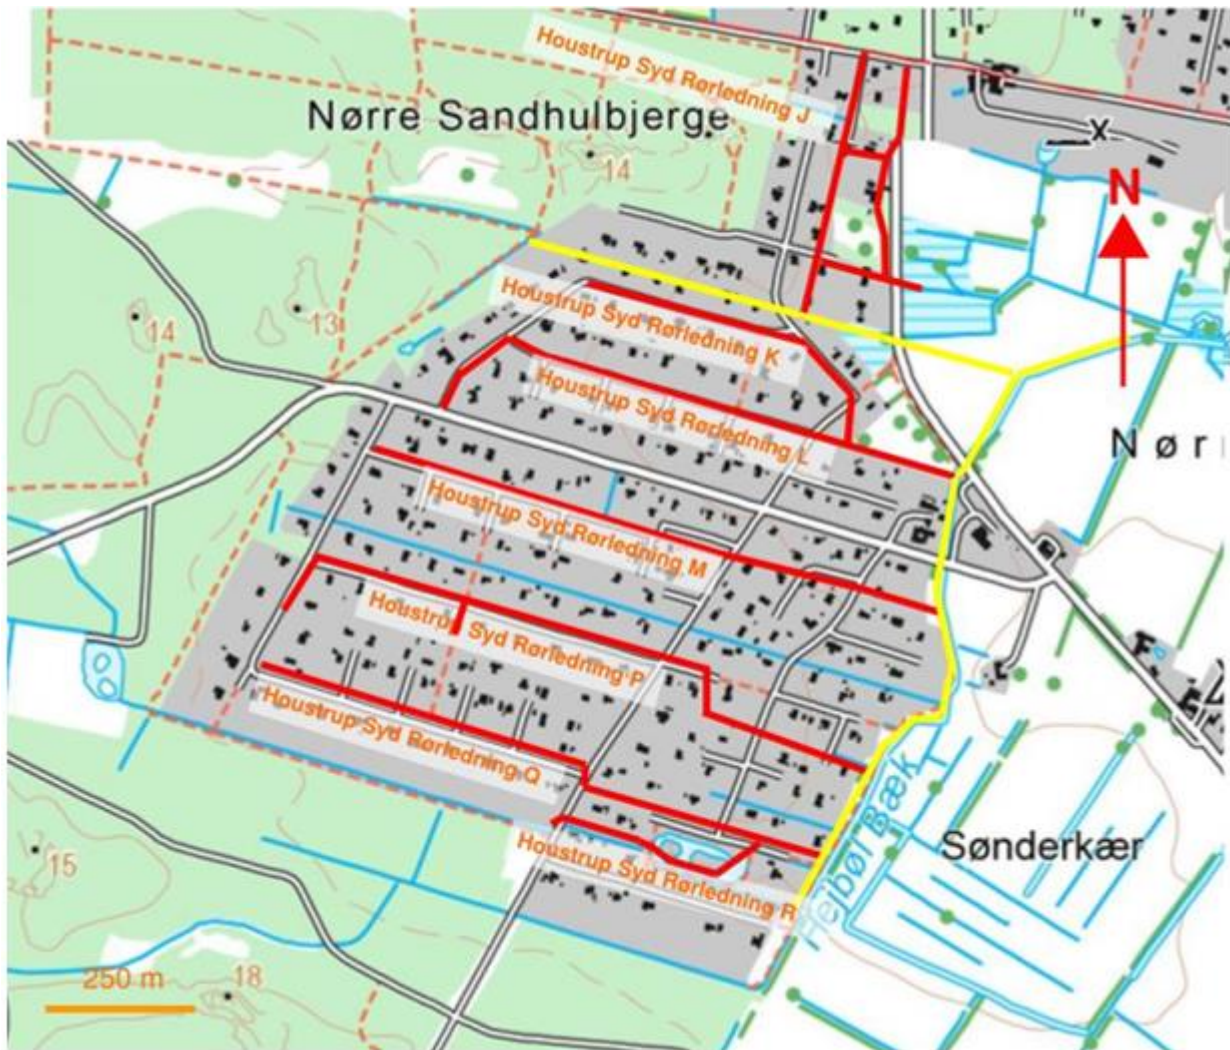 Houstrup Syd Rørledning J
Nørre Sandhulbjerge
X
14
N
Houstrup Syd Rørledning K
13
14
Houstrup Syd Rørledning L
Nør
Houstrup Syd Rørledning M
Houstrup Syd Rørledning P
Houstrup Syd Rørledning Q
Hejbøl Bæk
Sønderkær
Houstrup Syd Rørledning R
15
250 m
18